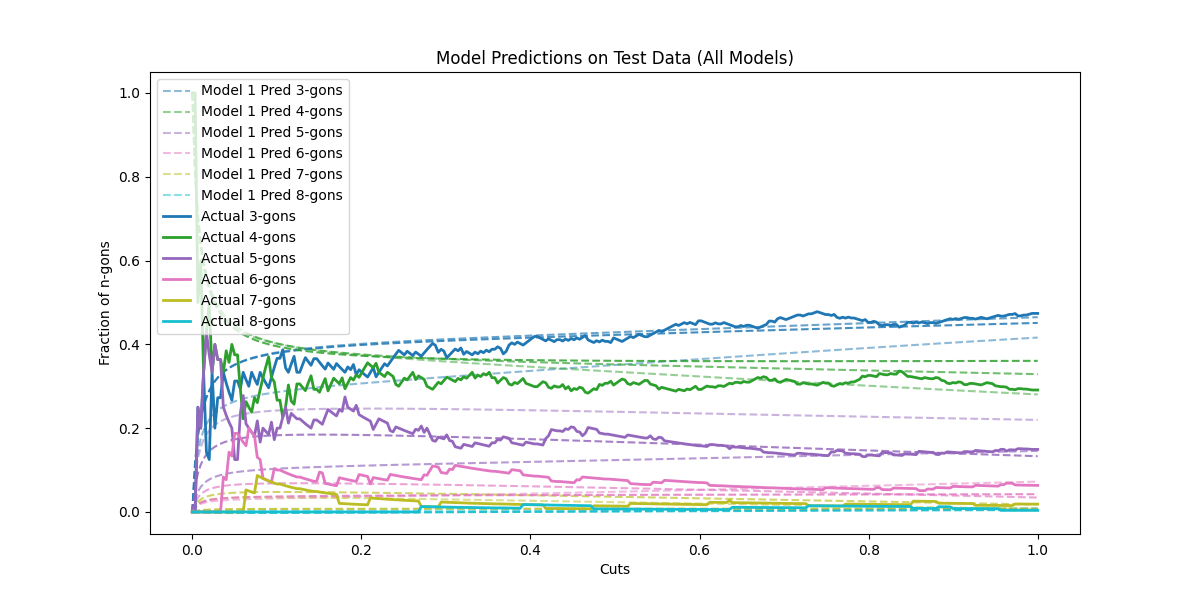 Model Predictions on Test Data (All Models)
1.0
0.8
0.6
0.4
0.2
0.0
Fraction of n-gons
Model 1 Pred 3-gons
Model 1 Pred 4-gons
Model 1 Pred 5-gons
Model 1 Pred 6-gons
Model 1 Pred 7-gons
Model 1 Pred 8-gons
Actual 3-gons
Actual 4-gons
Actual 5-gons
Actual 6-gons
Actual 7-gons
Actual 8-gons
0.0 0.2 0.4 0.6 0.8 1.0
Cuts